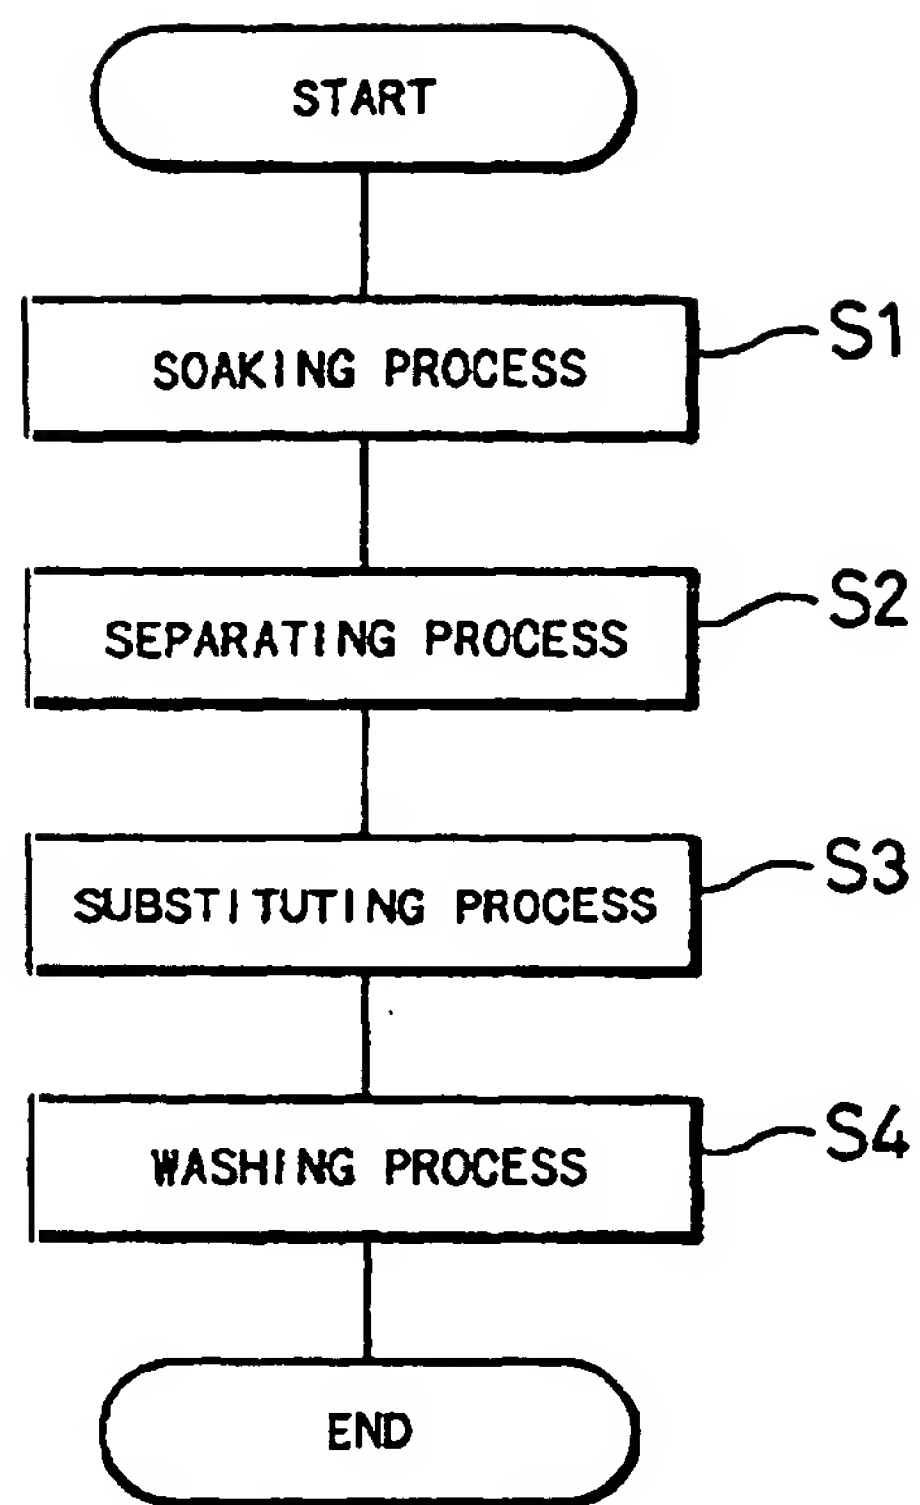 START
SOAKING PROCESS
S1
SEPARATING PROCESS
S2
SUBSTITUTING PROCESS
S3
WASHING PROCESS
S4
END